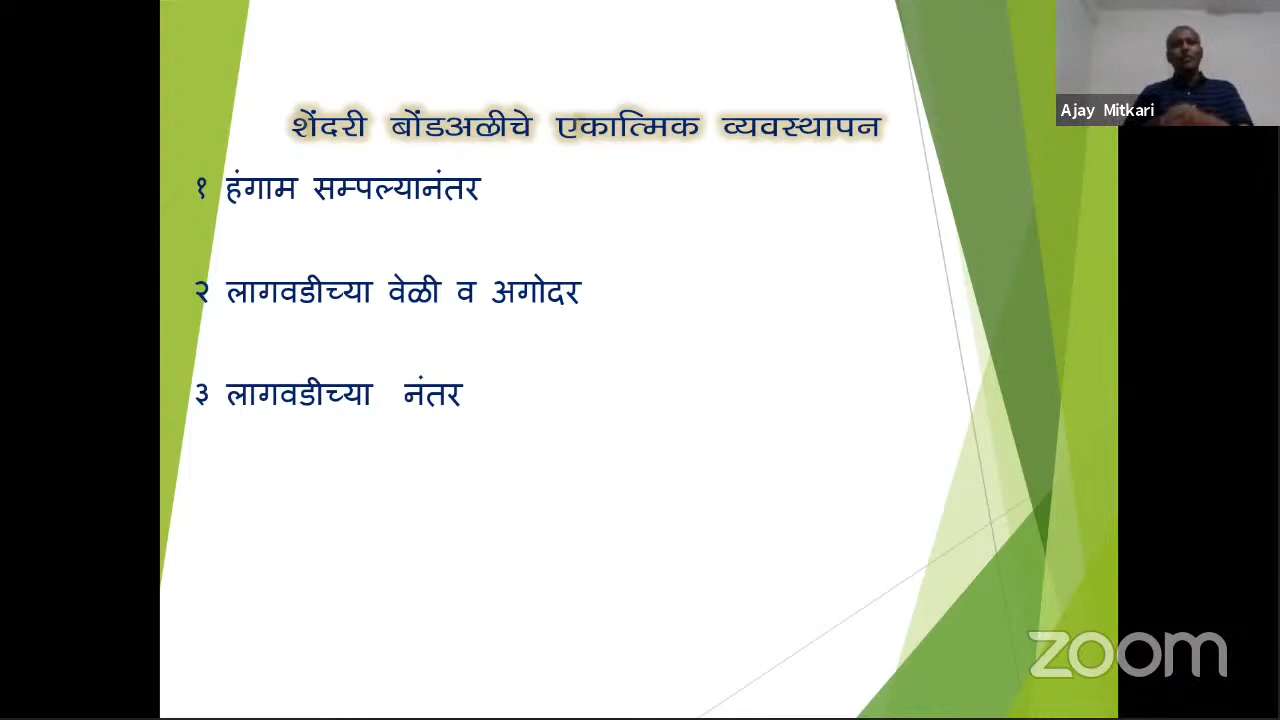 शेंदरी बोंडअळीचे एकात्मिक व्यवस्थापन
१ हंगाम सम्पल्यानंतर
२ लागवडीच्या वेळी व अगोदर
३ लागवडीच्या नंतर
Ajay Mitkari
zoom